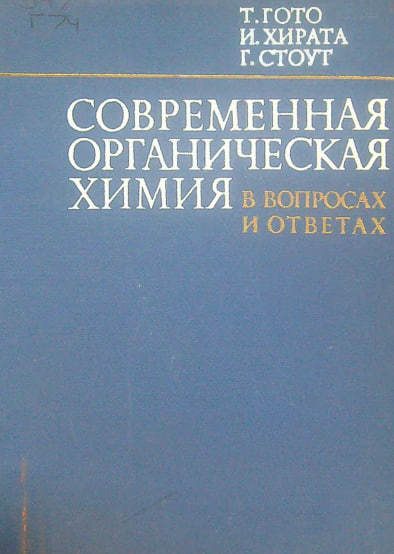 Т. ГОТО
И. ХИРАТА
Г. СТОУТ
СОВРЕМЕННАЯ
ОРГАНИЧЕСКАЯ
ХИМИЯ В ВОПРОСАХ
И ОТВЕТАХ